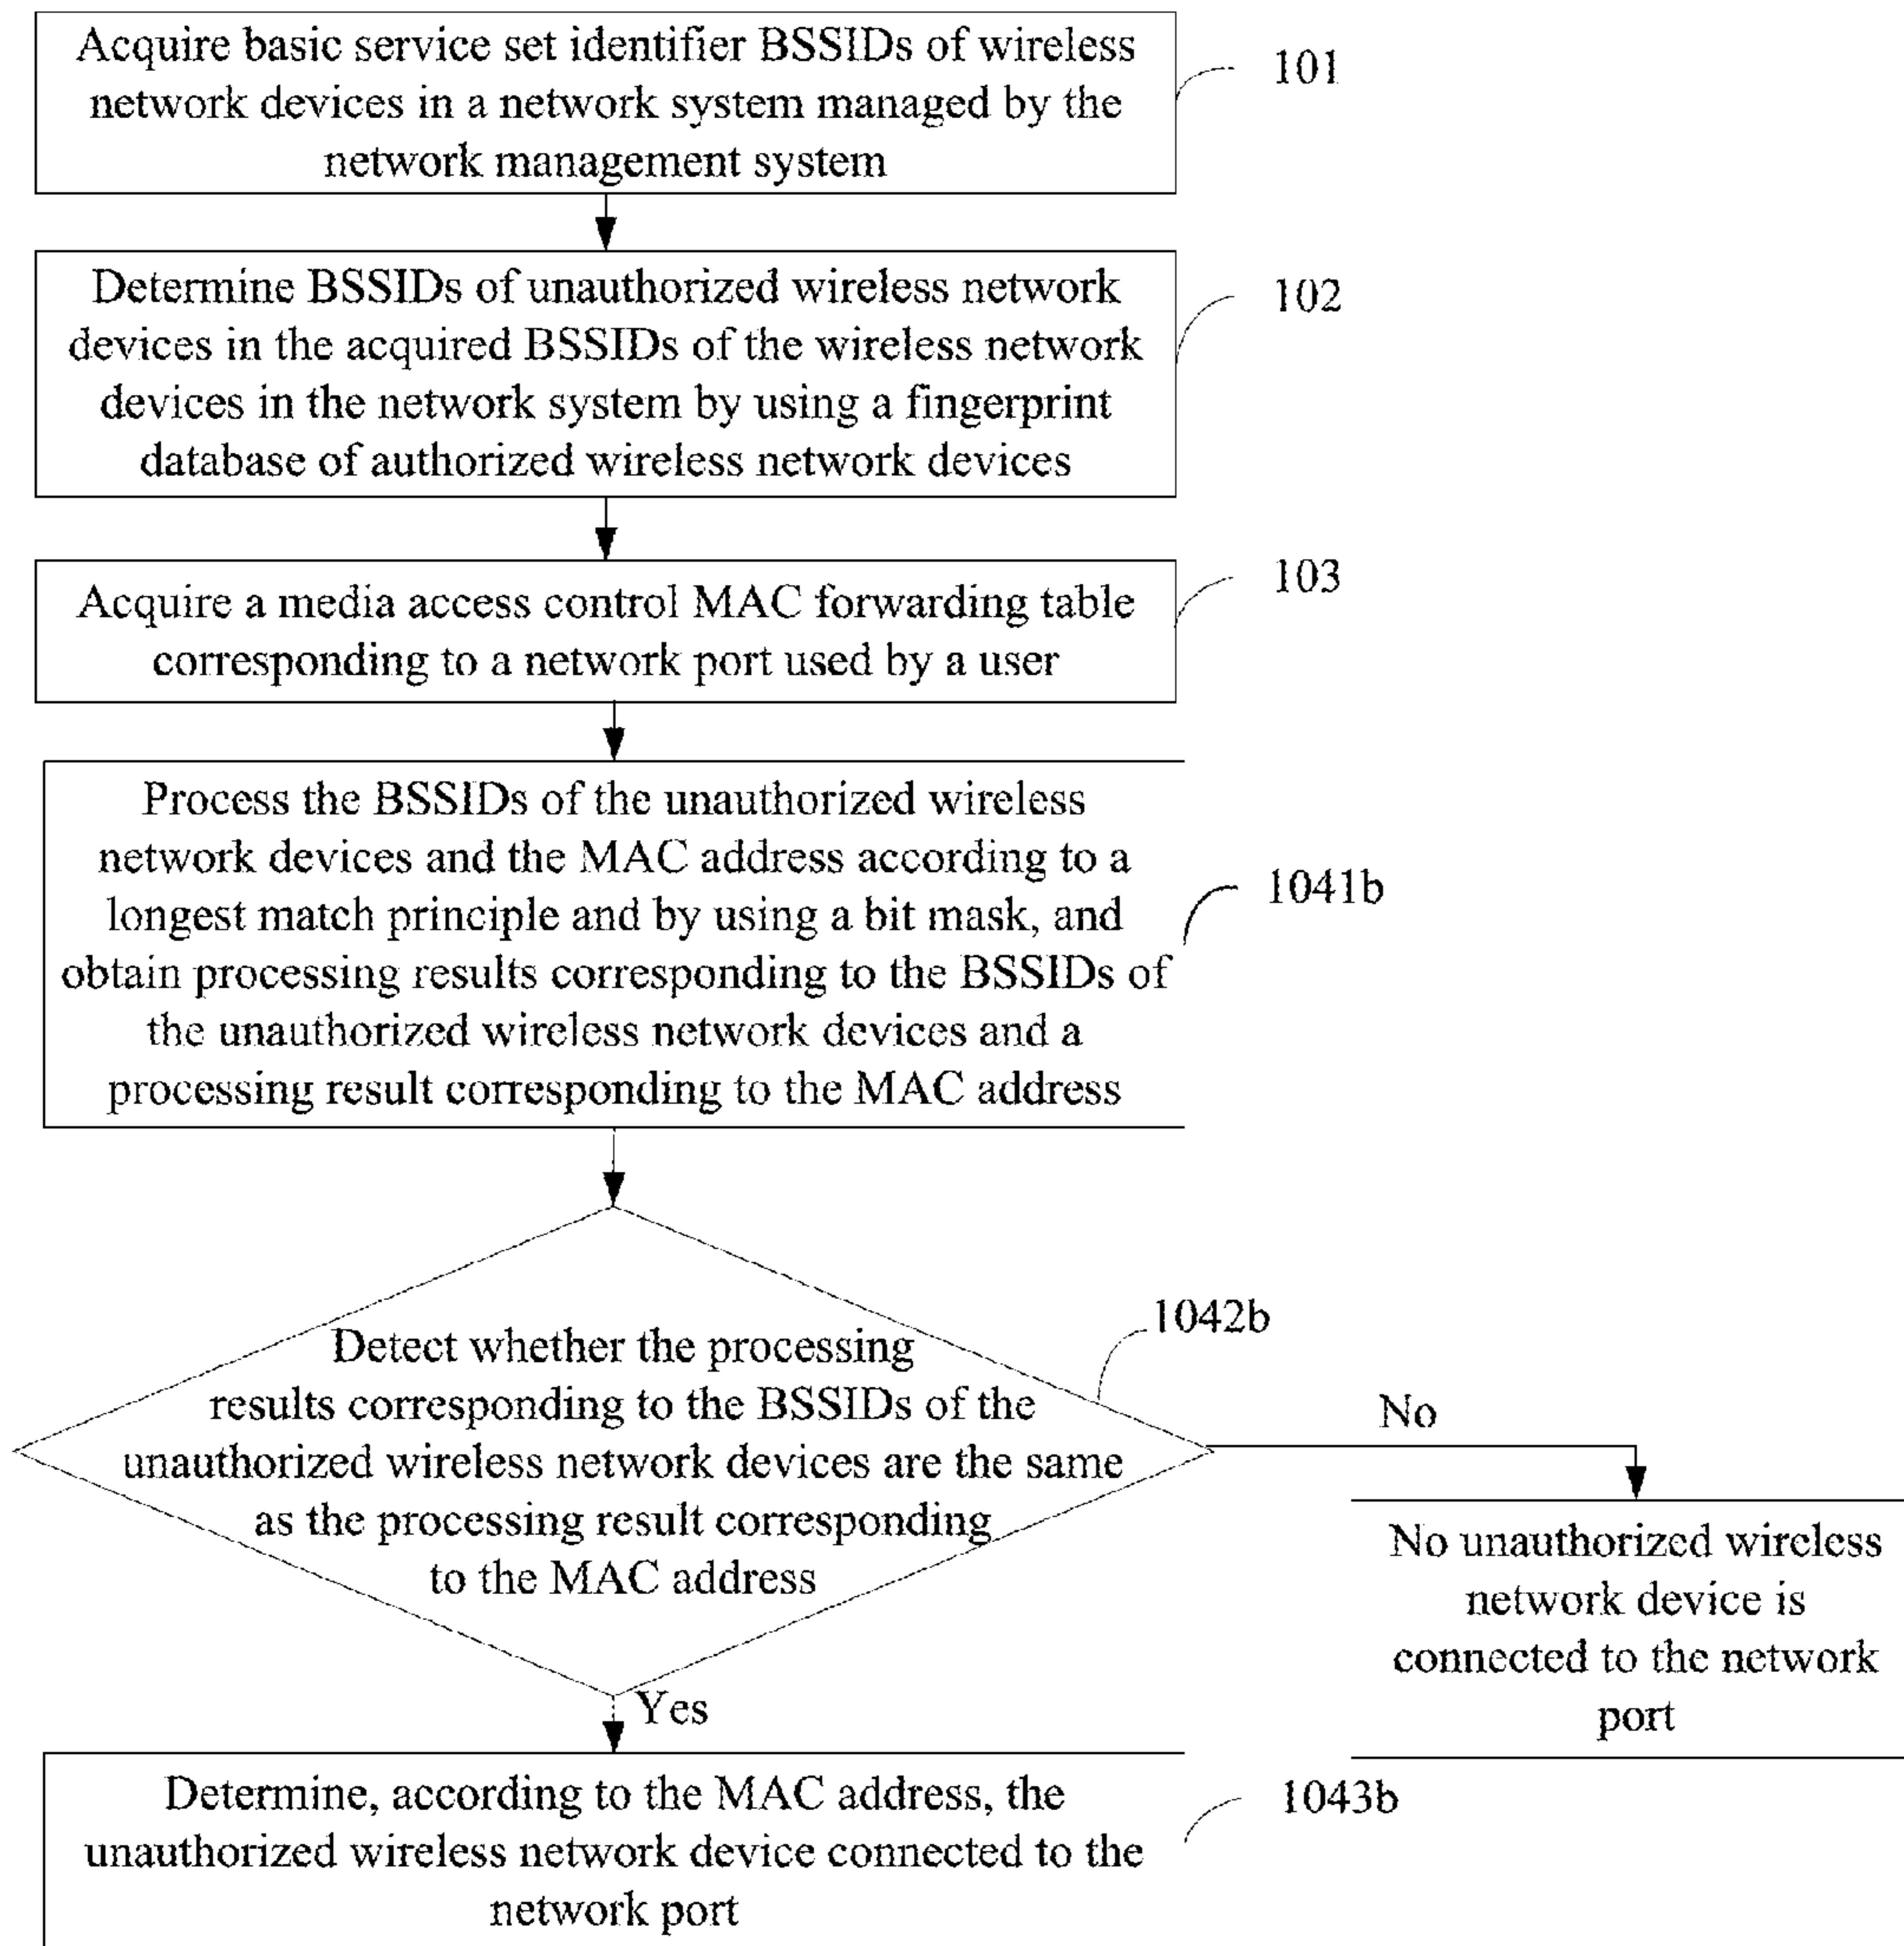 Acquire basic service set identifier BSSIDs of wireless
network devices in a network system managed by the
network management system
101
Determine BSSIDs of unauthorized wireless network
devices in the acquired BSSIDs of the wireless network
devices in the network system by using a fingerprint
database of authorized wireless network devices
102
Acquire a media access control MAC forwarding table
corresponding to a network port used by a user
103
Process the BSSIDs of the unauthorized wireless
network devices and the MAC address according to a
longest match principle and by using a bit mask, and
obtain processing results corresponding to the BSSIDs of
the unauthorized wireless network devices and a
processing result corresponding to the MAC address
1041b
Detect whether the processing
results corresponding to the BSSIDs of the
unauthorized wireless network devices are the same
as the processing result corresponding
to the MAC address
1042b
No
No unauthorized wireless
network device is
connected to the network
port
Yes
Determine, according to the MAC address, the
unauthorized wireless network device connected to the
network port
1043b